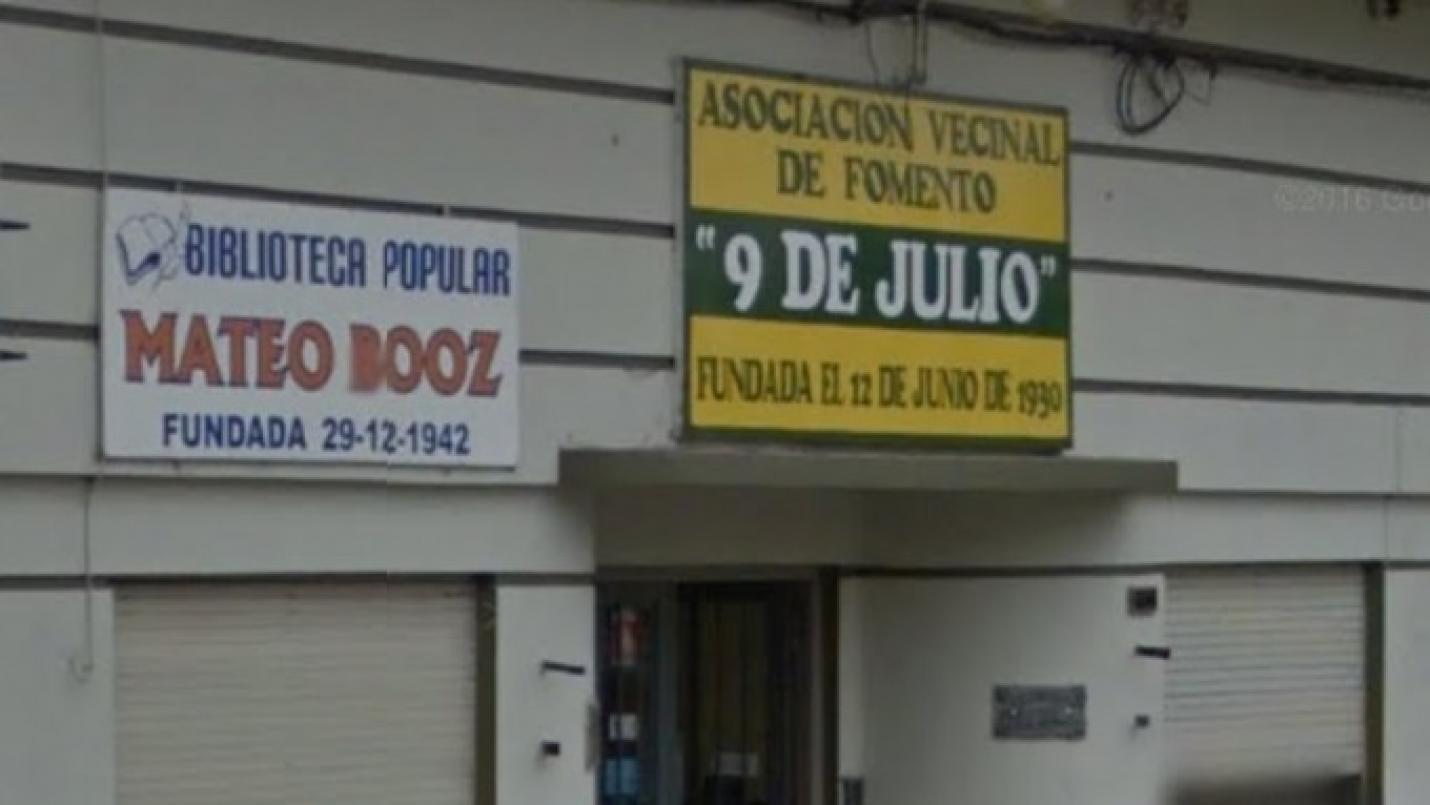 BIBLIOTECA POPULAR
MATEO BOOZ
FUNDADA 29-12-1942
ASOCIACION VECINAL
DE FOMENTO
"9 DE JULIO"
FUNDADA EL 12 DE JUNIO DE 1930
©2016